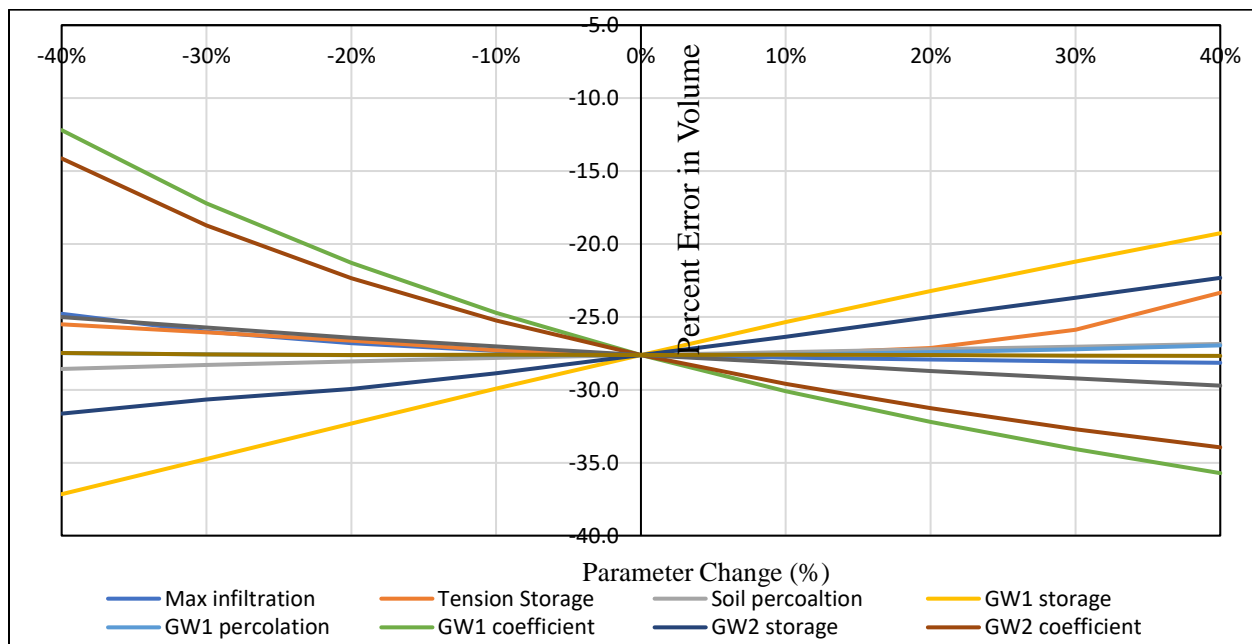 -5.0
-40% -30% -20% -10% 0% 10% 20% 30% 40%
-10.0
-15.0
-20.0
-25.0
-30.0
-35.0
-40.0
Percent Error in Volume
Parameter Change (%)
Max infiltration Tension Storage Soil percoaltion GW1 storage
GW1 percolation GW1 coefficient GW2 storage GW2 coefficient